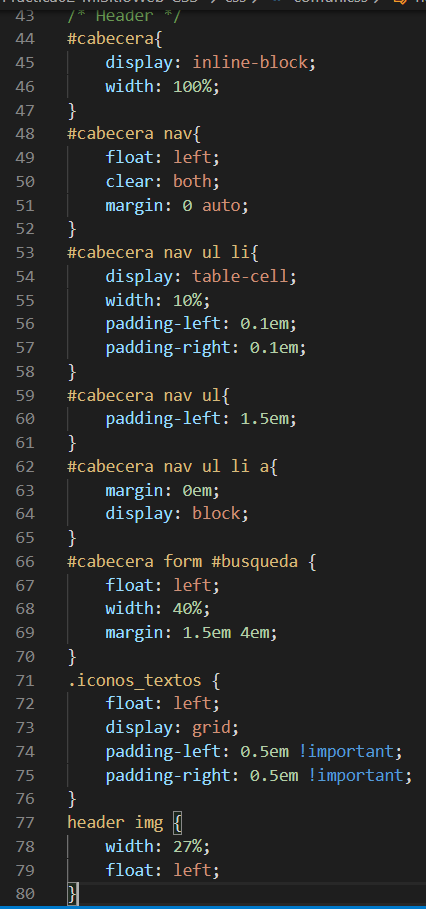 43 /* Header */
44 #cabecera{
45 display: inline-block;
46 width: 100%;
47 }
48 #cabecera nav{
49 float: left;
50 clear: both;
51 margin: 0 auto;
52 }
53 #cabecera nav ul li{
54 display: table-cell;
55 width: 10%;
56 padding-left: 0.1em;
57 padding-right: 0.1em;
58 }
59 #cabecera nav ul{
60 padding-left: 1.5em;
61 }
62 #cabecera nav ul li a{
63 margin: 0em;
64 display: block;
65 }
66 #cabecera form #busqueda {
67 float: left;
68 width: 40%;
69 margin: 1.5em 4em;
70 }
71 .iconos_textos {
72 float: left;
73 display: grid;
74 padding-left: 0.5em !important;
75 padding-right: 0.5em !important;
76 }
77 header img {
78 width: 27%;
79 float: left;
80 }